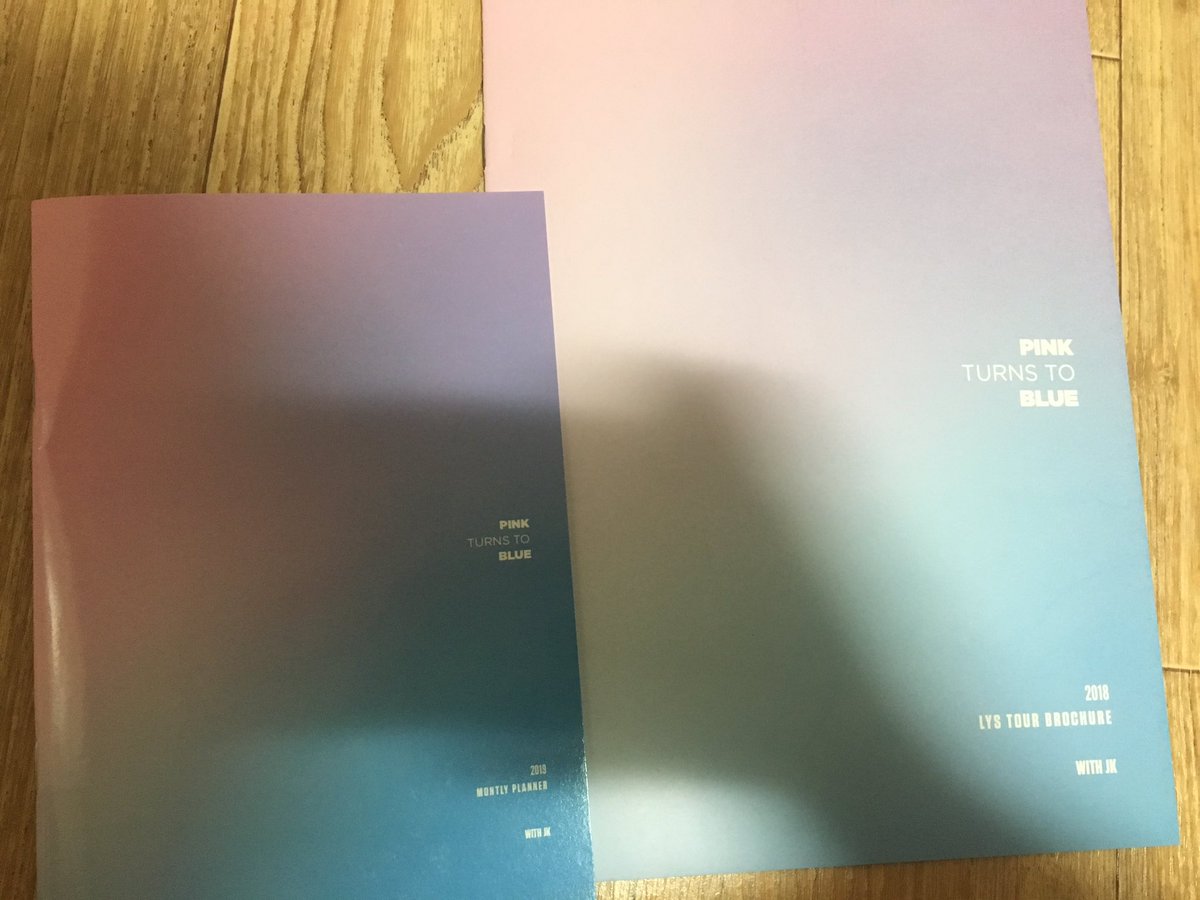 PINK
TURNS TO
BLUE
2019
MONTLY PLANNER
WITH JK
PINK
TURNS TO
BLUE
2018
LYS TOUR BROCHURE
WITH JK